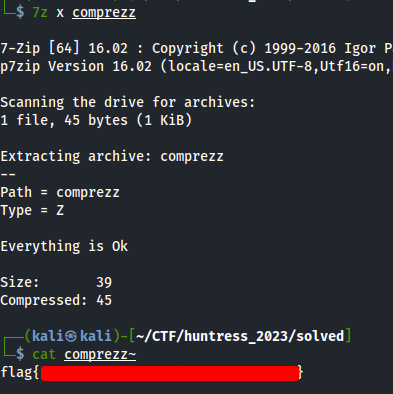 └─$ 7z x comprezz
7-Zip [64] 16.02 : Copyright (c) 1999-2016 Igor P
p7zip Version 16.02 (locale=en_US.UTF-8,Utf16=on,
Scanning the drive for archives:
1 file, 45 bytes (1 KiB)
Extracting archive: comprezz
--
Path = comprezz
Type = Z
Everything is Ok
Size:       39
Compressed: 45
┌──(kali㉿kali)-[~/CTF/huntress_2023/solved]
└─$ cat comprezz~
flag{ }